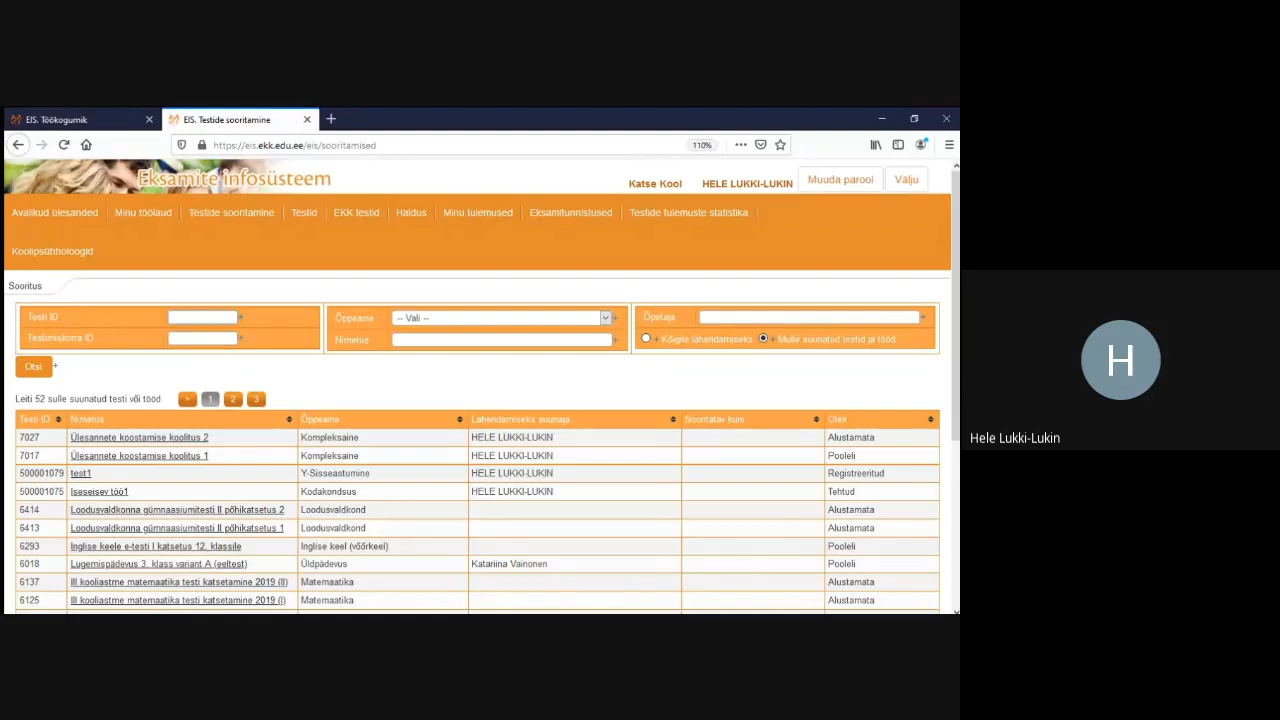 EIS. Töökogumik
EIS. Testide sooritamine
https://eis.ekk.edu.ee/eis/sooritamised
110%
Eksamite infosüsteem
Katse Kool
HELE LUKKI-LUKIN
Muuda parool
Välju
Avalikud ülesanded
Minu töölaud
Testide sooritamine
Testid
EKK testid
Haldus
Minu tulemused
Eksamitunnistused
Testide tulemuste statistika
Koolipsühholoogid
Sooritus
Testi ID
Testimiskorra ID
Õppeaine
-- Vali --
Nimetus
Õpetaja
Kõigile lahendamiseks
Mulle suunatud testid ja tööd
Otsi
Leiti 52 sulle suunatud testi või tööd > 1 2 3
Testi ID Nimetus Õppeaine Lahendamiseks suunaja Sooritatav kuni Olek
7027 Ülesannete koostamise koolitus 2 Kompleksaine HELE LUKKI-LUKIN Alustamata
7017 Ülesannete koostamise koolitus 1 Kompleksaine HELE LUKKI-LUKIN Pooleli
500001079 test1 Y-Sisseastumine HELE LUKKI-LUKIN Registreeritud
500001075 Iseseisev töö1 Kodakondsus HELE LUKKI-LUKIN Tehtud
6414 Loodusvaldkonna gümnaasiumitesti II põhikatsetus 2 Loodusvaldkond Alustamata
6413 Loodusvaldkonna gümnaasiumitesti II põhikatsetus 1 Loodusvaldkond Alustamata
6293 Inglise keele e-testi I katsetus 12. klassile Inglise keel (võõrkeel) Pooleli
6018 Lugemispädevus 3. klass variant A (eeltest) Üldpädevus Katariina Vainonen Pooleli
6137 III kooliastme matemaatika testi katsetamine 2019 (II) Matemaatika Alustamata
6125 III kooliastme matemaatika testi katsetamine 2019 (I) Matemaatika Alustamata
H
Hele Lukki-Lukin